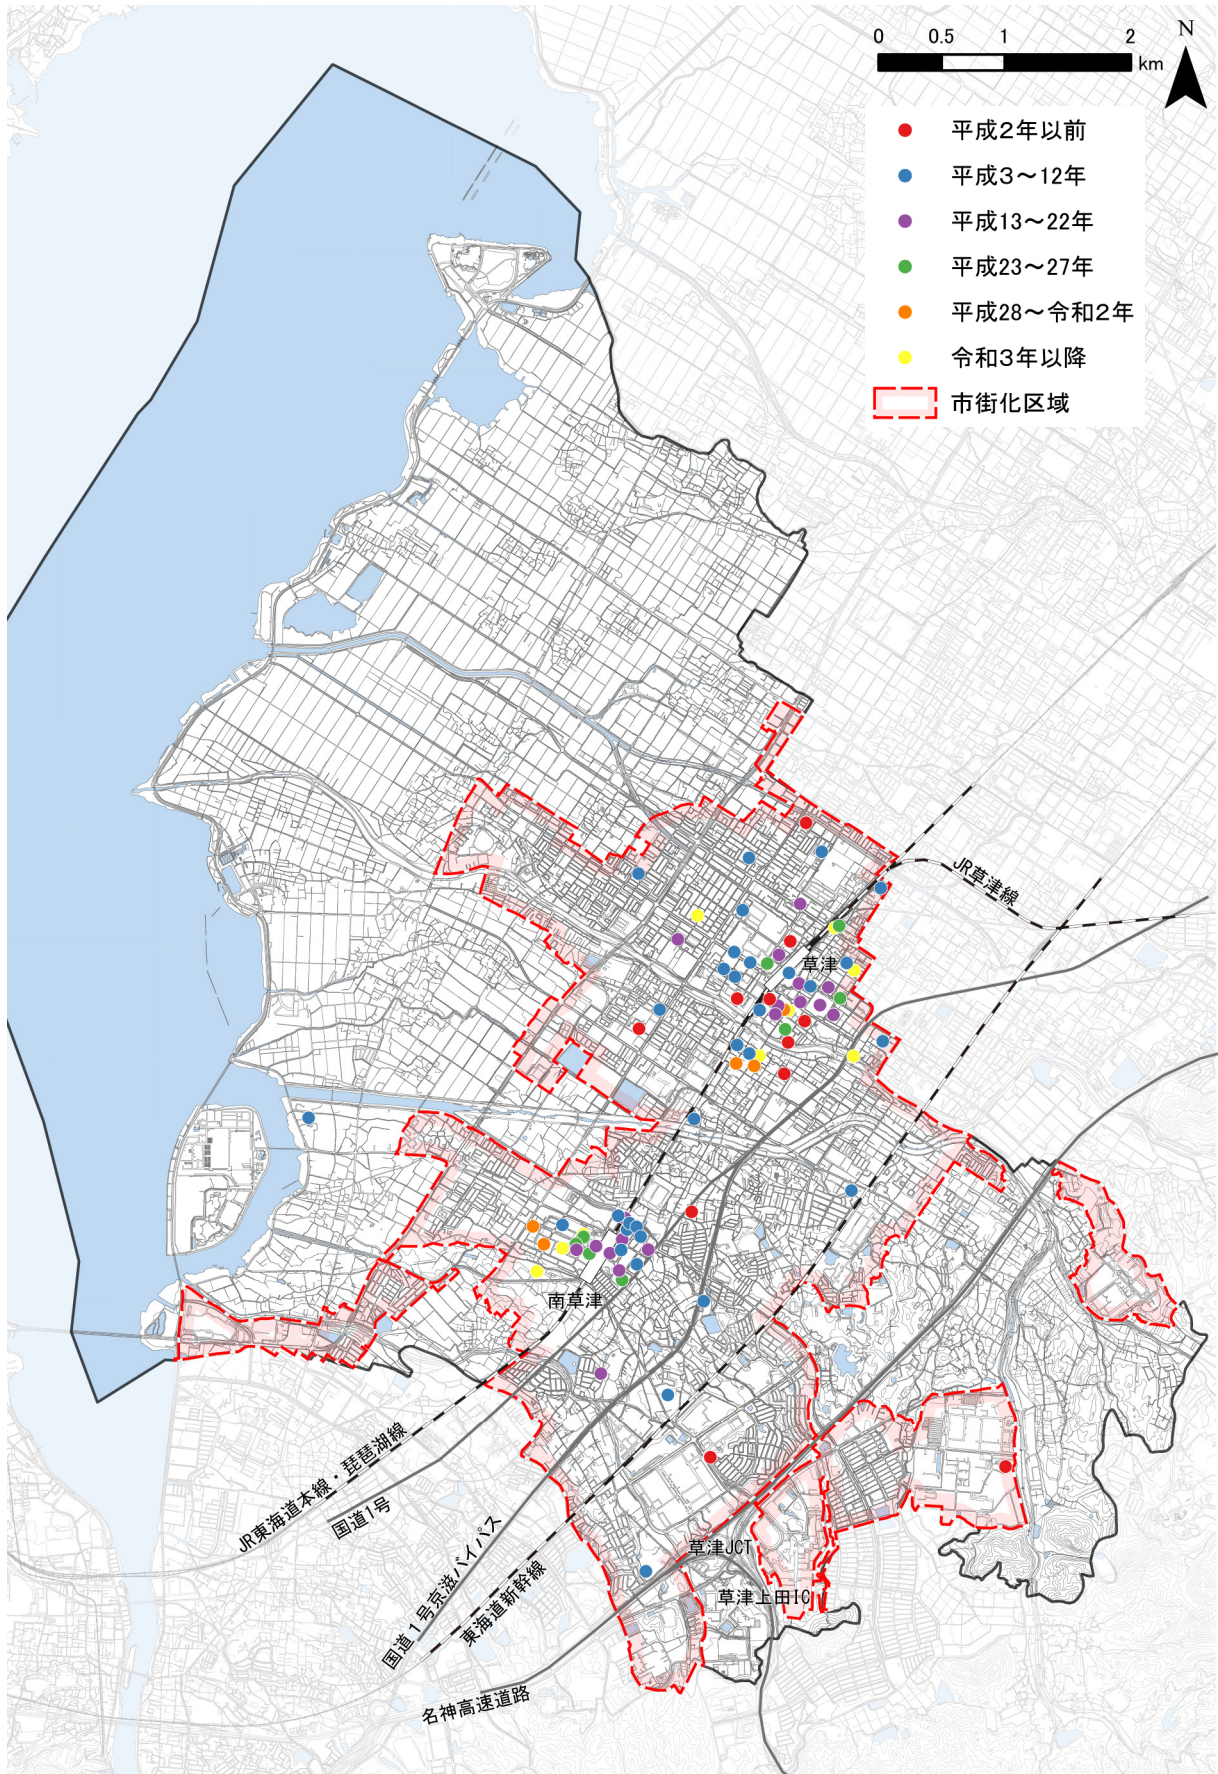 0 0.5 1 2
km
N
平成2年以前
平成3～12年
平成13～22年
平成23～27年
平成28～令和2年
令和3年以降
市街化区域
JR草津線
草津
南草津
JR東海道本線・琵琶湖線
国道1号
国道1号京滋バイパス
東海道新幹線
草津JCT
草津上田IC
名神高速道路